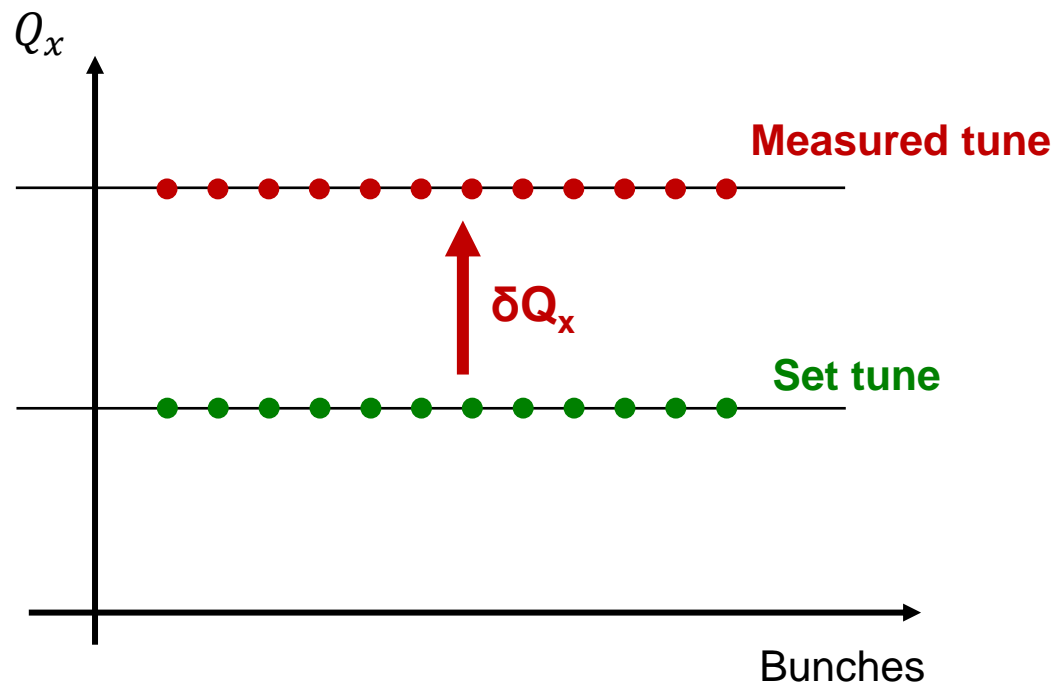 Qₓ
Measured tune
δQₓ
Set tune
Bunches